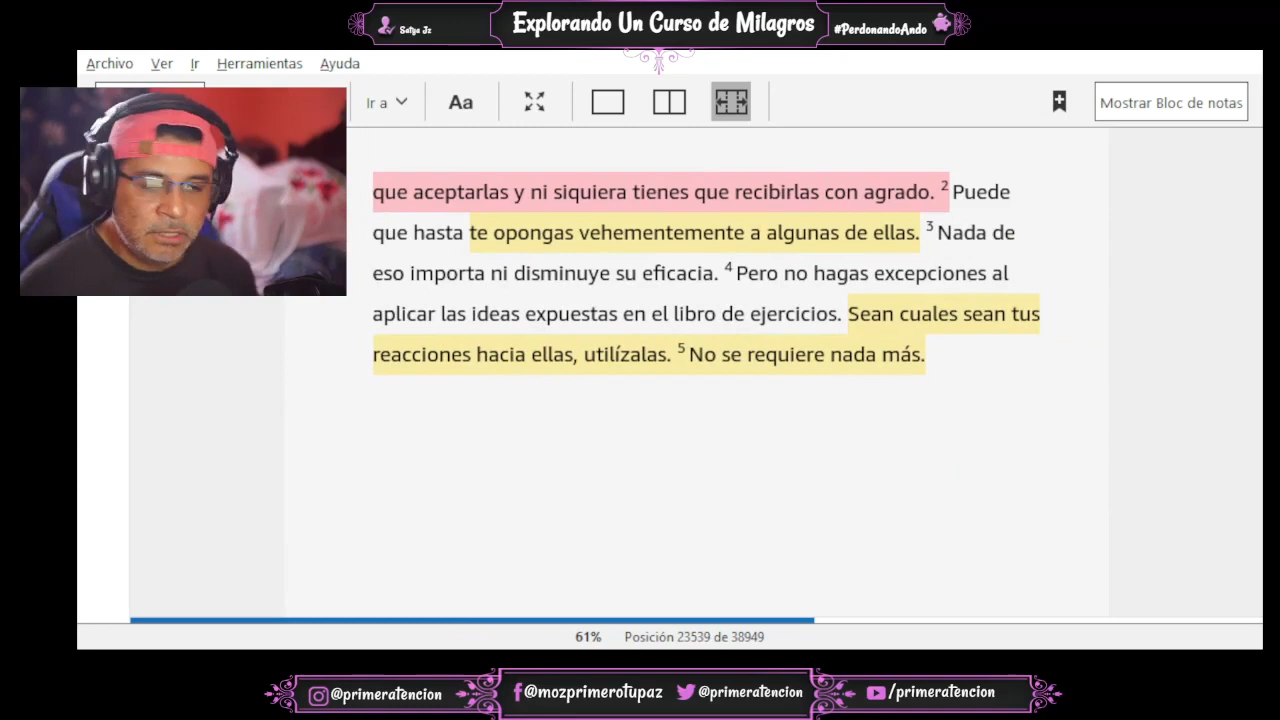 Satya Jz
Explorando Un Curso de Milagros
#PerdonandoAndo
Archivo Ver Ir Herramientas Ayuda
Ir a Aa Mostrar Bloc de notas
que aceptarlas y ni siquiera tienes que recibirlas con agrado. 2 Puede
que hasta te opongas vehementemente a algunas de ellas. 3 Nada de
eso importa ni disminuye su eficacia. 4 Pero no hagas excepciones al
aplicar las ideas expuestas en el libro de ejercicios. Sean cuales sean tus
reacciones hacia ellas, utilízalas. 5 No se requiere nada más.
61% Posición 23539 de 38949
@primeratencion @mozprimerotupaz @primeratencion /primeratencion